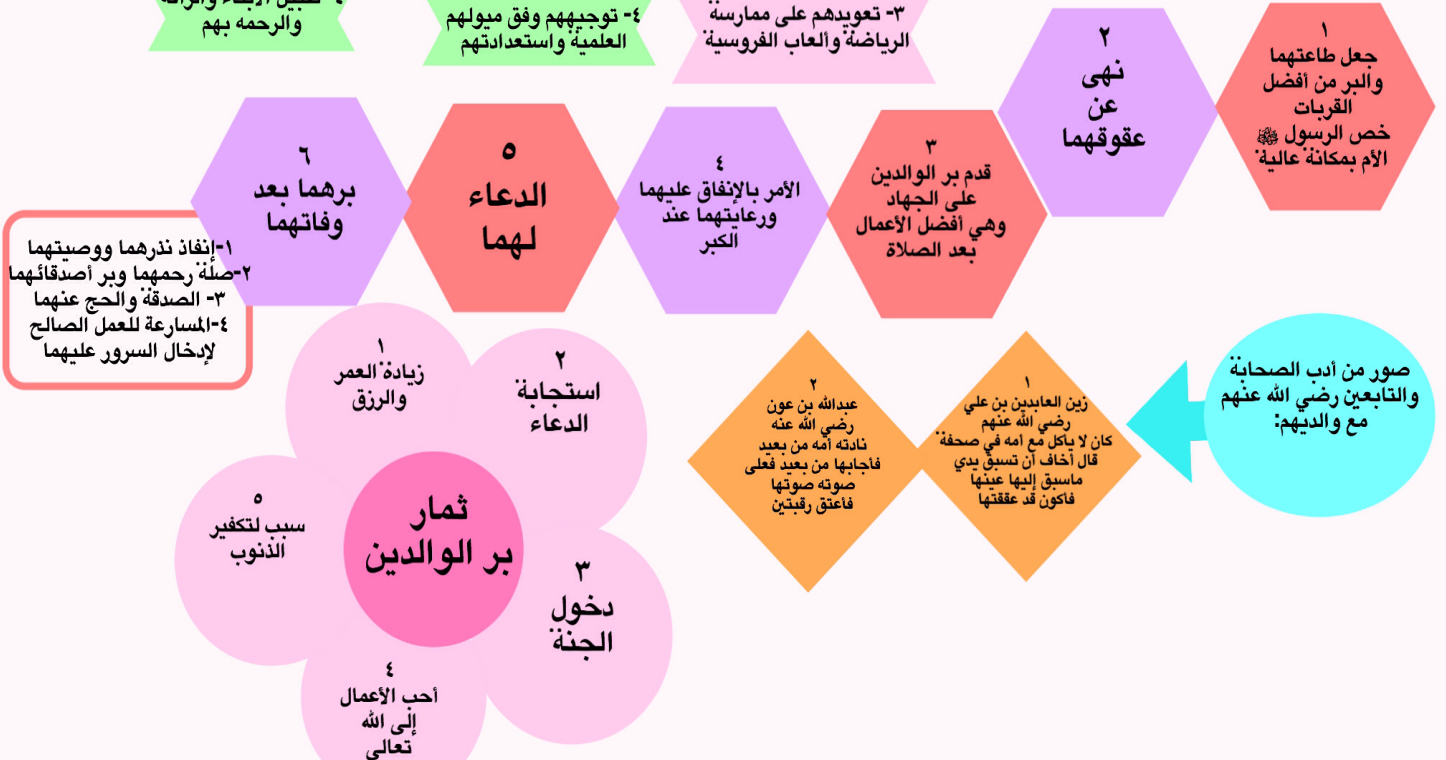 ٣- تعويدهم على ممارسة
الرياضة وألعاب الفروسية
٤- توجيههم وفق ميولهم
العلمية واستعداداتهم
والرحمه بهم
١
جعل طاعتهما
والبر من أفضل
القربات
خص الرسول ﷺ
الأم بمكانة عالية
٢
نهى
عن
عقوقهما
٣
قدم بر الوالدين
على الجهاد
وهي أفضل الأعمال
بعد الصلاة
٤
الأمر بالإنفاق عليهما
ورعايتهما عند
الكبر
٥
الدعاء
لهما
٦
برهما بعد
وفاتهما
١-إنفاذ نذرهما ووصيتهما
٢-صلة رحمهما وبر أصدقائهما
٣- الصدقة والحج عنهما
٤-المسارعة للعمل الصالح
لإدخال السرور عليهما
صور من أدب الصحابة
والتابعين رضي الله عنهم
مع والديهم:
١
زين العابدين بن علي
رضي الله عنهم
كان لا يأكل مع أمه في صحفة
قال أخاف أن تسبق يدي
ماسبق إليها عينها
فأكون قد عققتها
٢
عبدالله بن عون
رضي الله عنه
نادته أمه من بعيد
فأجابها من بعيد فعلى
صوته صوتها
فأعتق رقبتين
ثمار
بر الوالدين
١
زيادة العمر
والرزق
٢
استجابة
الدعاء
٣
دخول
الجنة
٤
أحب الأعمال
إلى الله
تعالى
٥
سبب لتكفير
الذنوب